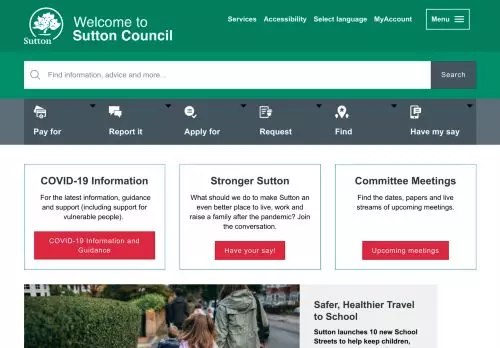 Sutton
Welcome to
Sutton Council
Services Accessibility Select language MyAccount
Menu
Find information, advice and more...
Search
Pay for
Report it
Apply for
Request
Find
Have my say
COVID-19 Information
For the latest information, guidance
and support (including support for
vulnerable people).
COVID-19 Information and
Guidance
Stronger Sutton
What should we do to make Sutton an
even better place to live, work and
raise a family after the pandemic? Join
the conversation.
Have your say!
Committee Meetings
Find the dates, papers and live
streams of upcoming meetings.
Upcoming meetings
Safer, Healthier Travel
to School
Sutton launches 10 new School
Streets to help keep children,